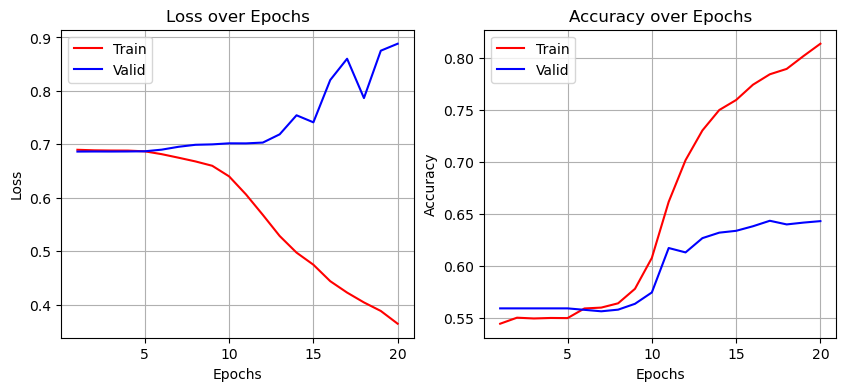 Loss over Epochs
Train
Valid
0.9
0.8
0.7
0.6
0.5
0.4
Loss
5
10
15
20
Epochs
Accuracy over Epochs
Train
Valid
0.80
0.75
0.70
0.65
0.60
0.55
Accuracy
5
10
15
20
Epochs